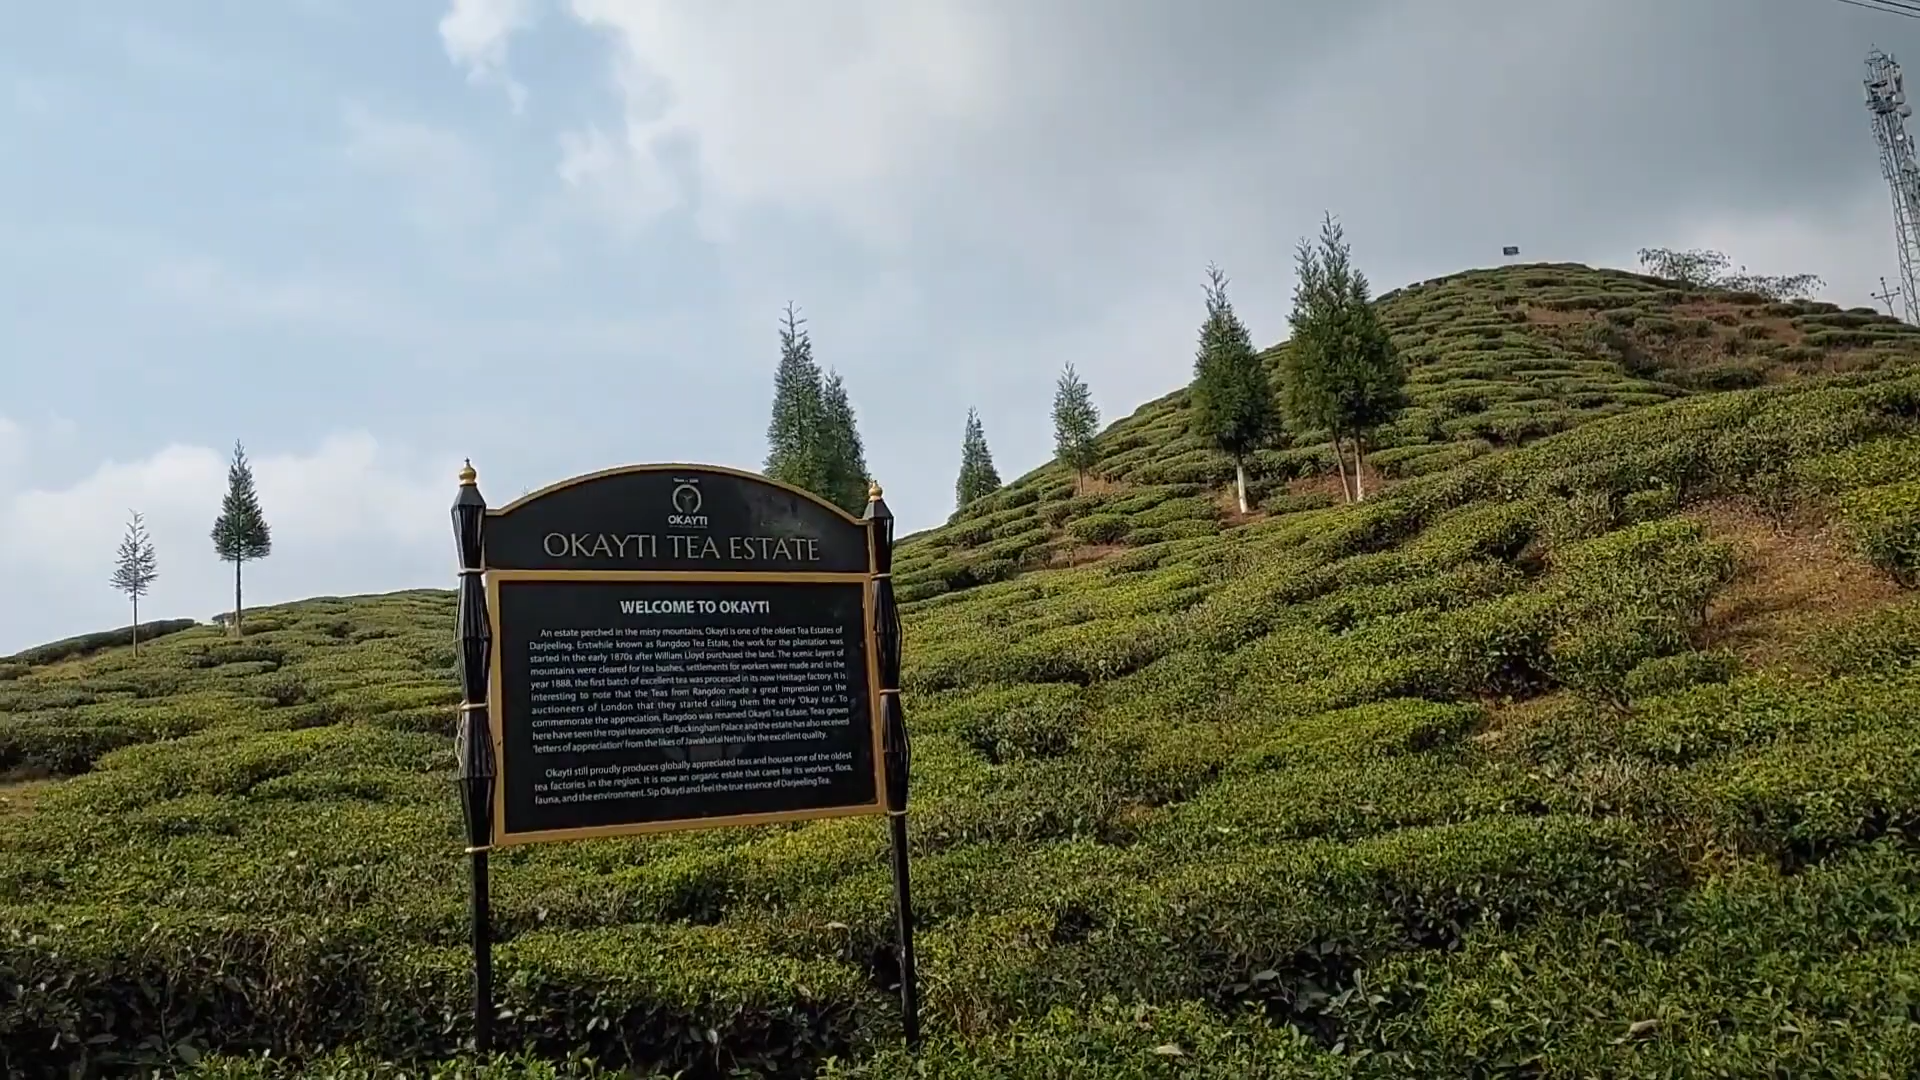 OKAYTI
OKAYTI TEA ESTATE
WELCOME TO OKAYTI
An estate perched in the misty mountains, Okayti is one of the oldest Tea Estates of
Darjeeling. Erstwhile known as Rangdoo Tea Estate, the work for the plantation was
started in the early 1870s after William Lloyd purchased the land. The scenic layers of
mountains were cleared for tea bushes, settlements for workers were made and in the
year 1888, the first batch of excellent tea was processed in its now Heritage factory. It is
interesting to note that the Teas from Rangdoo made a great impression on the
auctioneers of London that they started calling them the only 'Okay tea'. To
commemorate the appreciation, Rangdoo was renamed Okayti Tea Estate. Teas grown
here have seen the royal tearooms of Buckingham Palace and the estate has also received
'letters of appreciation' from the likes of Jawaharlal Nehru for the excellent quality.
Okayti still proudly produces globally appreciated teas and houses one of the oldest
tea factories in the region. It is now an organic estate that cares for its workers, flora,
fauna, and the environment. Sip Okayti and feel the true essence of Darjeeling Tea.